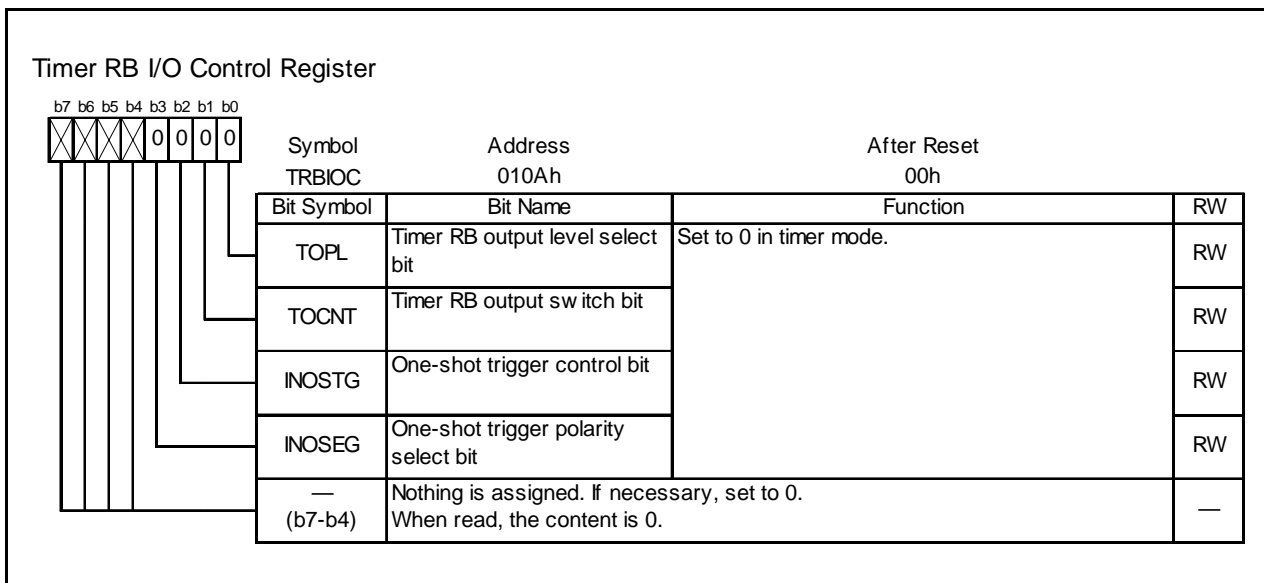 Timer RB I/O Control Register
b7 b6 b5 b4 b3 b2 b1 b0
0 0 0 0
Symbol Address After Reset
TRBIOC 010Ah 00h
Bit Symbol Bit Name Function RW
TOPL Timer RB output level select bit Set to 0 in timer mode. RW
TOCNT Timer RB output sw itch bit RW
INOSTG One-shot trigger control bit RW
INOSEG One-shot trigger polarity select bit RW
— (b7-b4) Nothing is assigned. If necessary, set to 0. When read, the content is 0. —